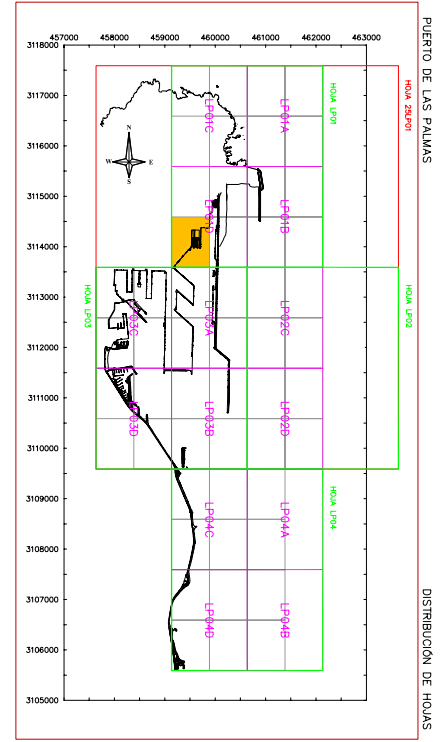 PUERTO DE LAS PALMAS
DISTRIBUCIÓN DE HOJAS
457000 458000 459000 460000 461000 462000 463000
3118000
3117000
3116000
3115000
3114000
3113000
3112000
3111000
3110000
3109000
3108000
3107000
3106000
3105000
HOJA 25LP01
HOJA LP01
HOJA LP02
HOJA LP03
HOJA LP04
LP01A
LP01C
LP01B
LP01D
LP02C
LP03A
LP03C
LP02D
LP03B
LP03D
LP04A
LP04C
LP04B
LP04D
N
W E
S